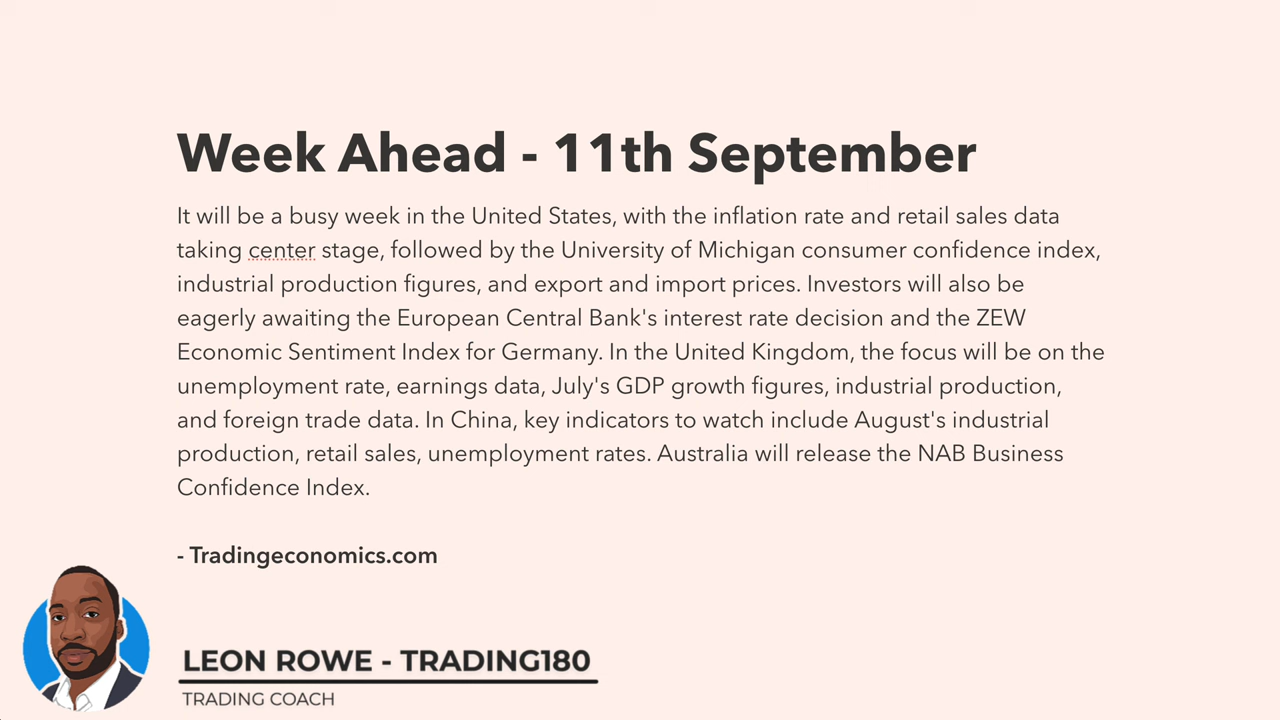 Week Ahead - 11th September
It will be a busy week in the United States, with the inflation rate and retail sales data
taking center stage, followed by the University of Michigan consumer confidence index,
industrial production figures, and export and import prices. Investors will also be
eagerly awaiting the European Central Bank's interest rate decision and the ZEW
Economic Sentiment Index for Germany. In the United Kingdom, the focus will be on the
unemployment rate, earnings data, July's GDP growth figures, industrial production,
and foreign trade data. In China, key indicators to watch include August's industrial
production, retail sales, unemployment rates. Australia will release the NAB Business
Confidence Index.
- Tradingeconomics.com
LEON ROWE - TRADING180
TRADING COACH